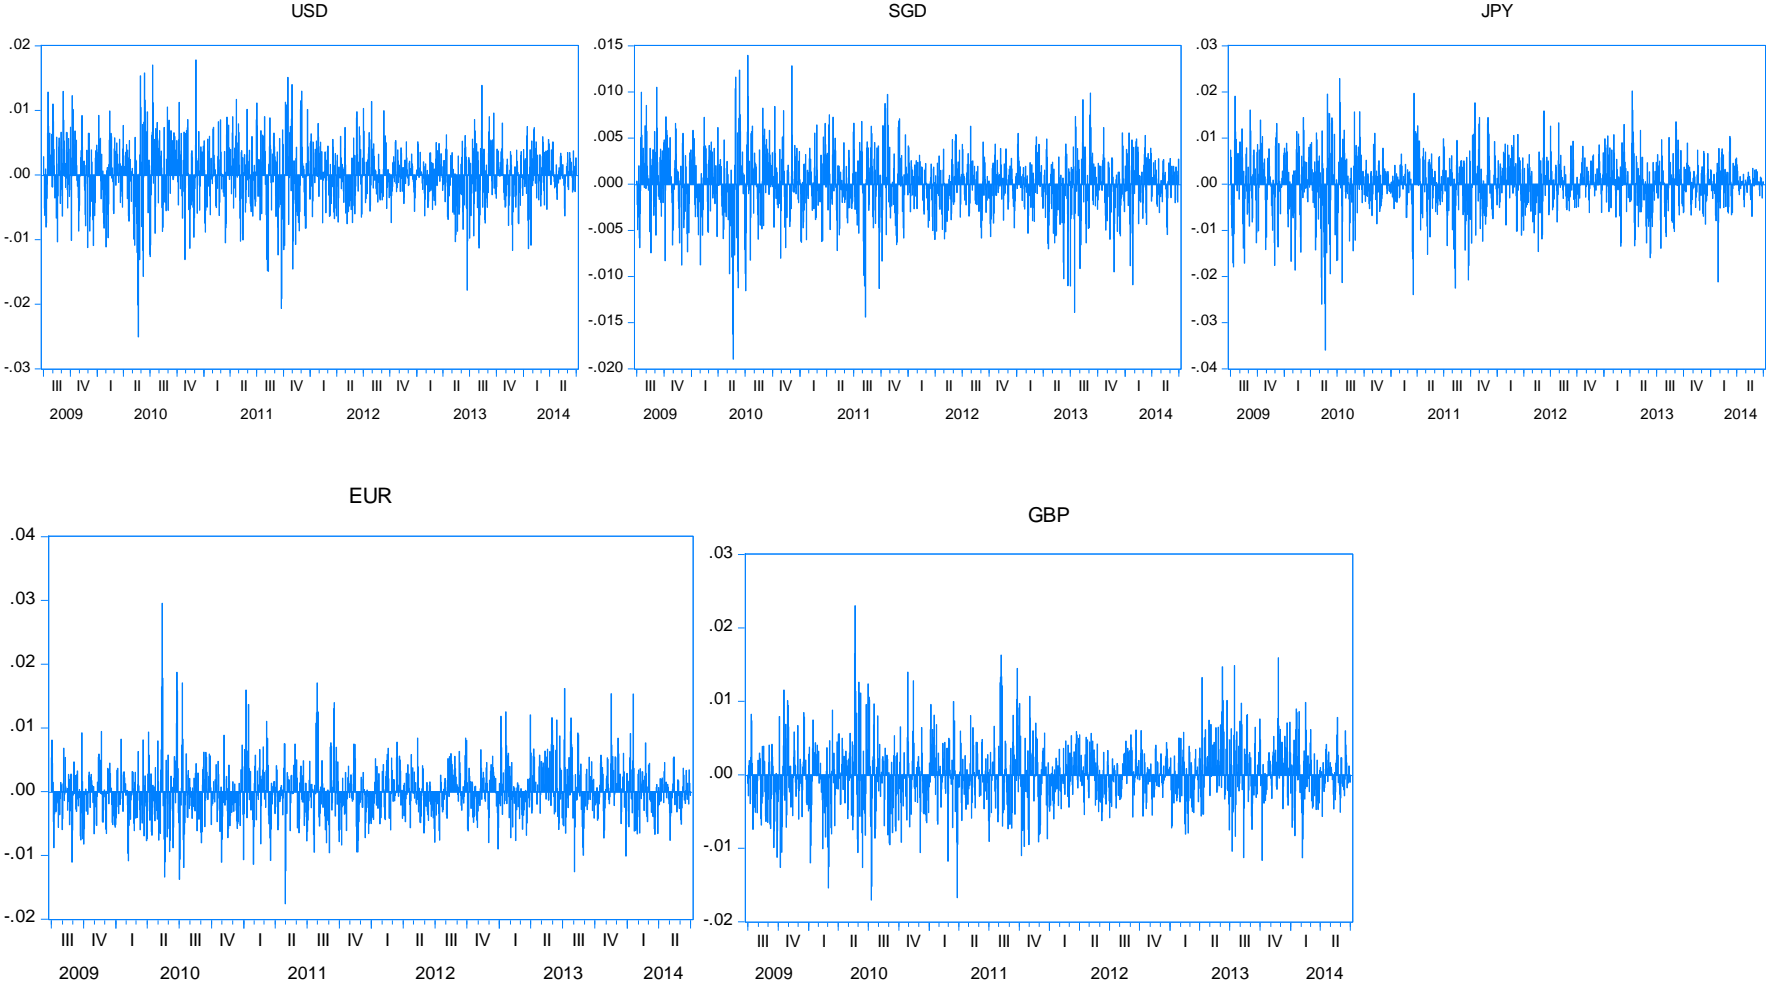 USD
.02
.01
.00
-.01
-.02
-.03
III IV I II III IV I II III IV I II III IV I II III IV I II
2009 2010 2011 2012 2013 2014
SGD
.015
.010
.005
.000
-.005
-.010
-.015
-.020
III IV I II III IV I II III IV I II III IV I II III IV I II
2009 2010 2011 2012 2013 2014
JPY
.03
.02
.01
.00
-.01
-.02
-.03
-.04
III IV I II III IV I II III IV I II III IV I II III IV I II
2009 2010 2011 2012 2013 2014
EUR
.04
.03
.02
.01
.00
-.01
-.02
III IV I II III IV I II III IV I II III IV I II III IV I II
2009 2010 2011 2012 2013 2014
GBP
.03
.02
.01
.00
-.01
-.02
III IV I II III IV I II III IV I II III IV I II III IV I II
2009 2010 2011 2012 2013 2014